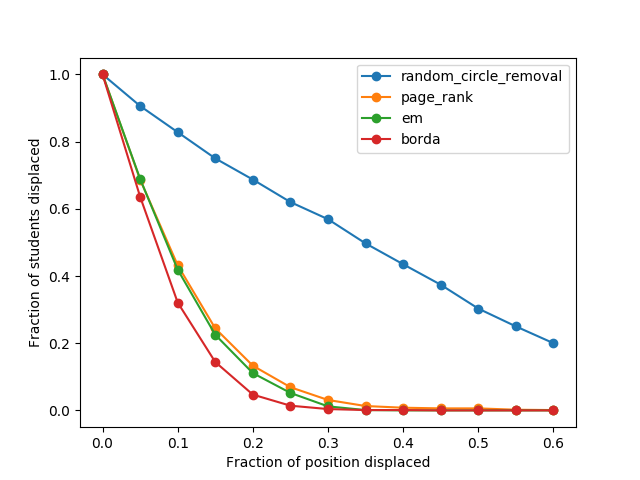 random_circle_removal
page_rank
em
borda
1.0
0.8
0.6
0.4
0.2
0.0
Fraction of students displaced
0.0 0.1 0.2 0.3 0.4 0.5 0.6
Fraction of position displaced